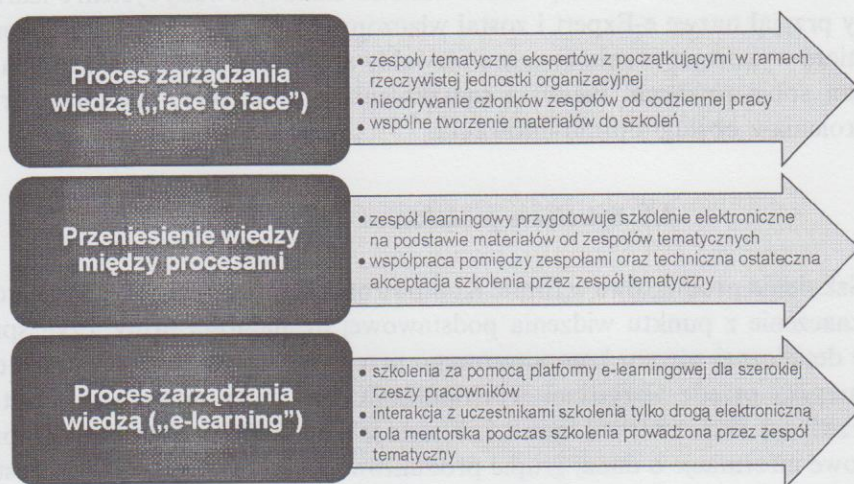 y przyjął nazwę e-Expert i został
Proces zarządzania
wiedzą („face to face”)
• zespoły tematyczne ekspertów z początkującymi w ramach
rzeczywistej jednostki organizacyjnej
• nieodrywanie członków zespołów od codziennej pracy
• wspólne tworzenie materiałów do szkoleń
Przeniesienie wiedzy
między procesami
• zespół learningowy przygotowuje szkolenie elektroniczne
na podstawie materiałów od zespołów tematycznych
• współpraca pomiędzy zespołami oraz techniczna ostateczna
akceptacja szkolenia przez zespół tematyczny
Proces zarządzania
wiedzą („e-learning”)
• szkolenia za pomocą platformy e-learningowej dla szerokiej
rzeszy pracowników
• interakcja z uczestnikami szkolenia tylko drogą elektroniczną
• rola mentorska podczas szkolenia prowadzona przez zespół
tematyczny